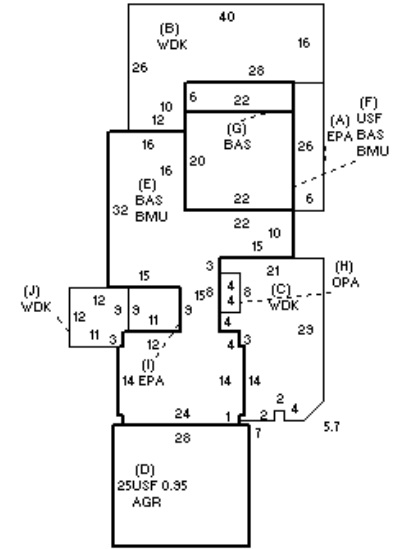 40
(B)
WDK
16
26
28
(F)
6
22
USF
10
(A)
12
(G)
EPA
BAS
16
BAS
26
BMU
16
20
(E)
BAS
32
BMU
22
6
22
10
15
3
21
(H)
15
4
OPA
(J)
12
15
8
8
(C)
WDK
9
9
4
WDK
12
9
11
11
4
29
3
12
4
3
(I)
14
EPA
14
14
2
24
1
2
4
28
7
5.7
(D)
25USF 0.95
AGR